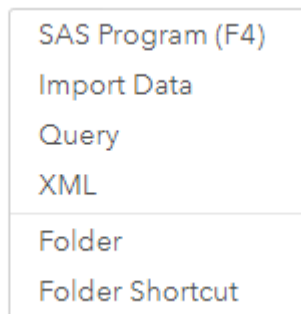 SAS Program (F4)
Import Data
Query
XML
Folder
Folder Shortcut